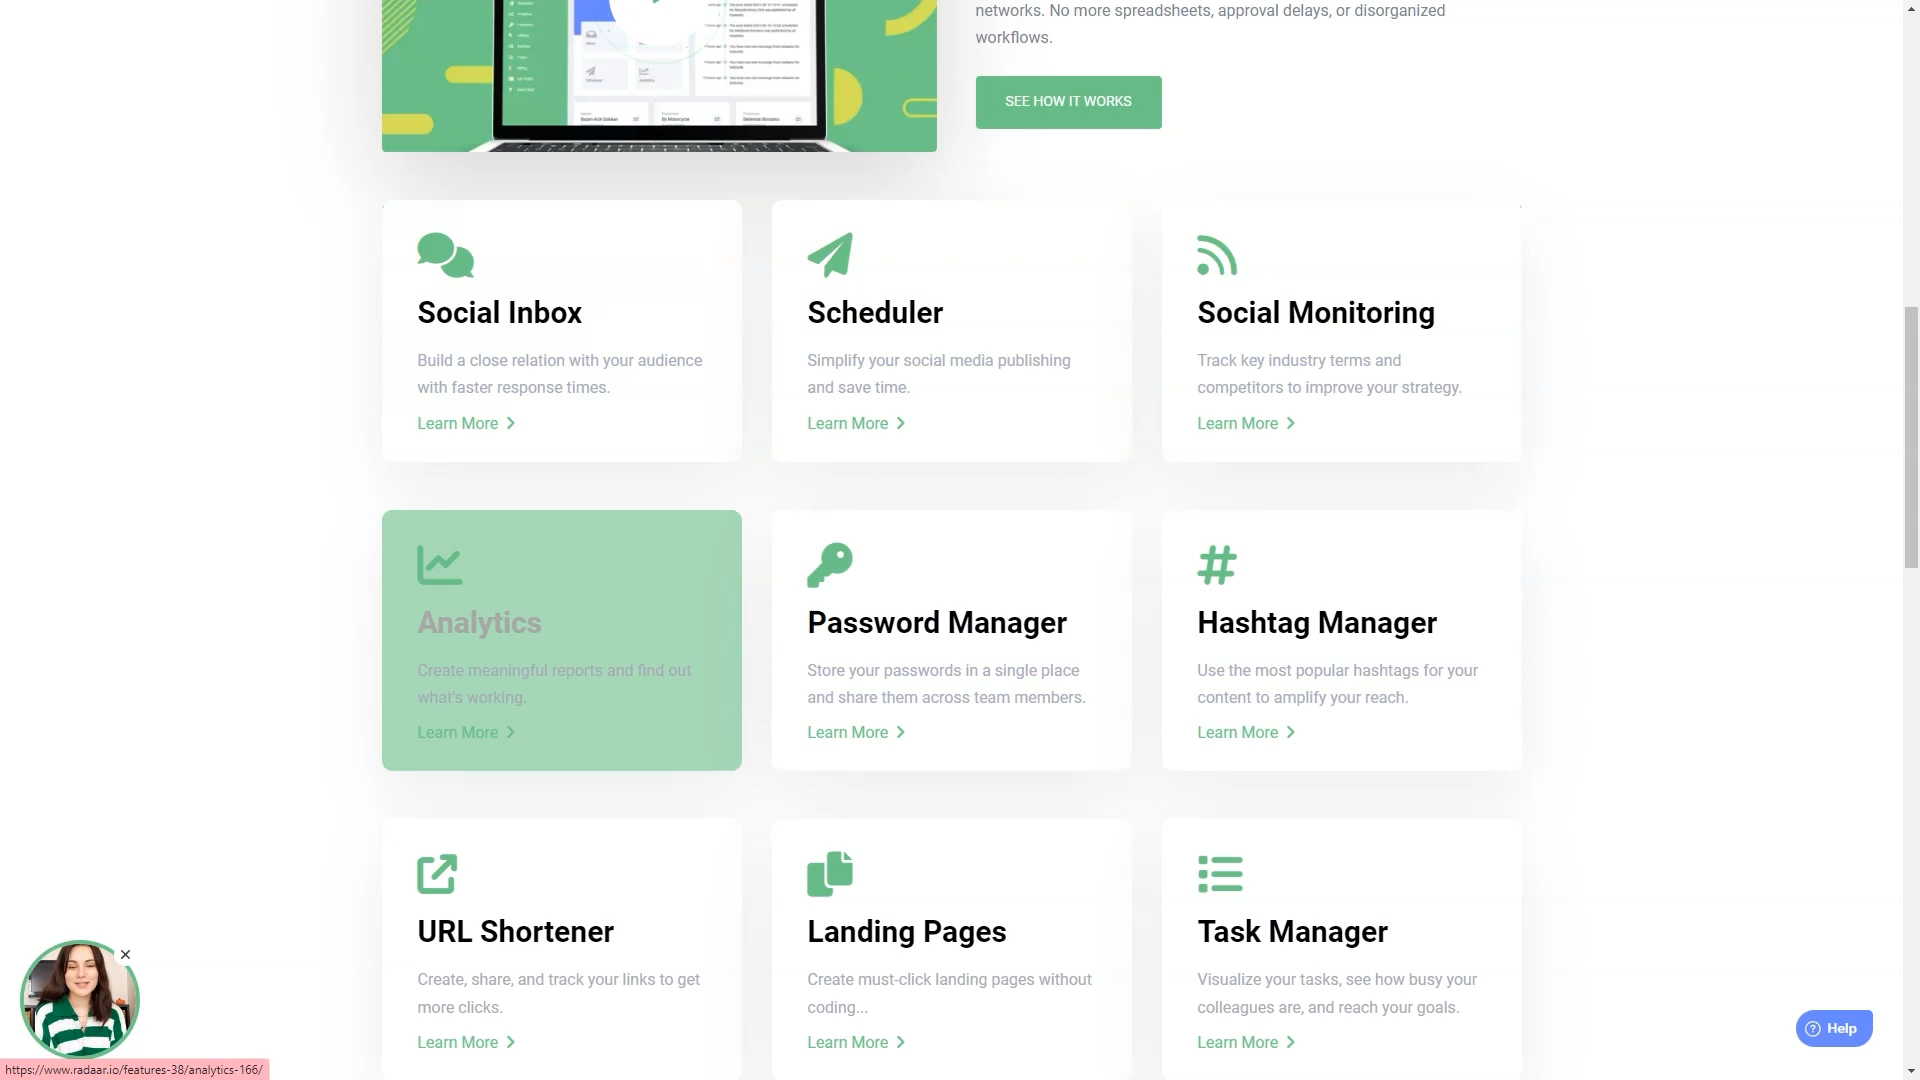 networks. No more spreadsheets, approval delays, or disorganized
workflows.
SEE HOW IT WORKS
Social Inbox
Build a close relation with your audience
with faster response times.
Learn More
Scheduler
Simplify your social media publishing
and save time.
Learn More
Social Monitoring
Track key industry terms and
competitors to improve your strategy.
Learn More
Analytics
Create meaningful reports and find out
what's working.
Learn More
Password Manager
Store your passwords in a single place
and share them across team members.
Learn More
Hashtag Manager
Use the most popular hashtags for your
content to amplify your reach.
Learn More
URL Shortener
Create, share, and track your links to get
more clicks.
Learn More
Landing Pages
Create must-click landing pages without
coding...
Learn More
Task Manager
Visualize your tasks, see how busy your
colleagues are, and reach your goals.
Learn More
Help
https://www.radaar.io/features-38/analytics-166/